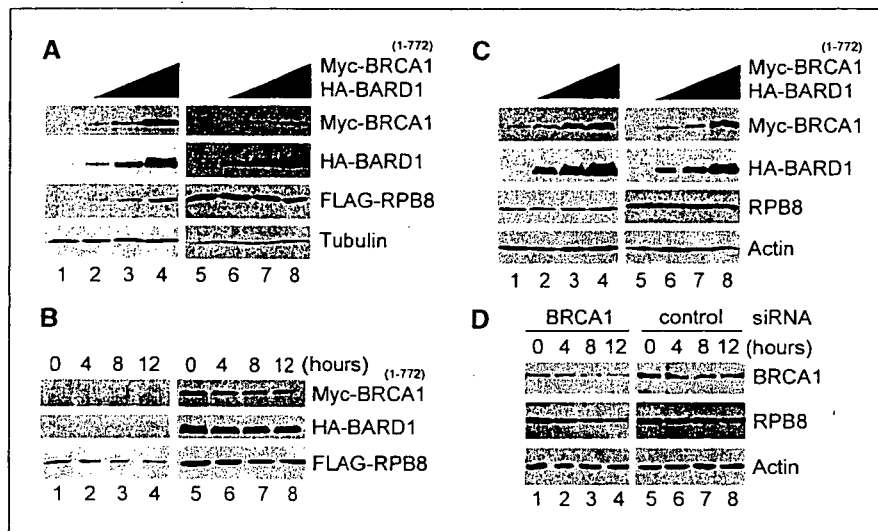 A
(1-772)
Myc-BRCA1
HA-BARD1
Myc-BRCA1
HA-BARD1
FLAG-RPB8
Tubulin
1 2 3 4 5 6 7 8
B
0 4 8 12 0 4 8 12 (hours)
(1-772)
Myc-BRCA1
HA-BARD1
FLAG-RPB8
1 2 3 4 5 6 7 8
C
(1-772)
Myc-BRCA1
HA-BARD1
Myc-BRCA1
HA-BARD1
RPB8
Actin
1 2 3 4 5 6 7 8
D
BRCA1 control siRNA
0 4 8 12 0 4 8 12 (hours)
BRCA1
RPB8
Actin
1 2 3 4 5 6 7 8